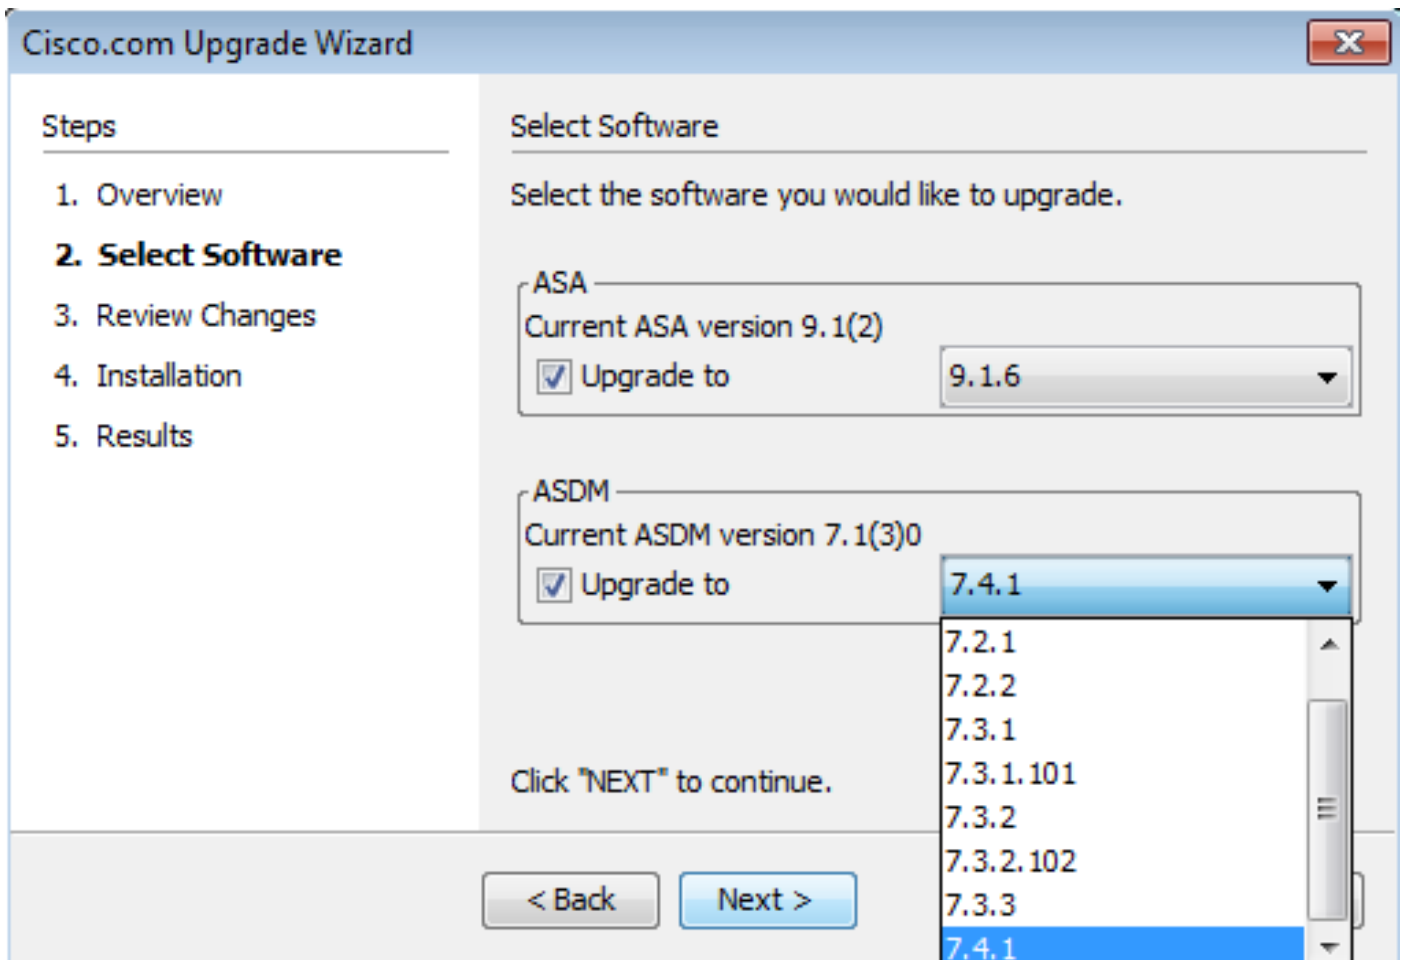 Cisco.com Upgrade Wizard
Steps
1. Overview
2. Select Software
3. Review Changes
4. Installation
5. Results
Select Software
Select the software you would like to upgrade.
ASA
Current ASA version 9.1(2)
Upgrade to 9.1.6
ASDM
Current ASDM version 7.1(3)0
Upgrade to 7.4.1
7.2.1
7.2.2
7.3.1
7.3.1.101
7.3.2
7.3.2.102
7.3.3
7.4.1
Click "NEXT" to continue.
< Back Next >